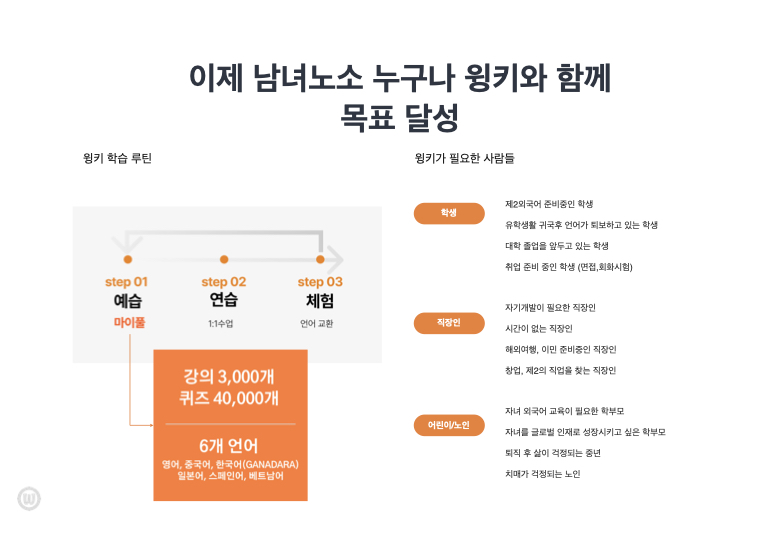 이제 남녀노소 누구나 윙키와 함께
목표 달성
윙키 학습 루틴
step 01
step 02
step 03
예습
연습
체험
마이풀
1:1수업
언어 교환
강의 3,000개
퀴즈 40,000개
6개 언어
영어, 중국어, 한국어(GANADARA)
일본어, 스페인어, 베트남어
윙키가 필요한 사람들
학생
제2외국어 준비중인 학생
유학생활 귀국후 언어가 퇴보하고 있는 학생
대학 졸업을 앞두고 있는 학생
취업 준비 중인 학생 (면접,회화시험)
직장인
자기개발이 필요한 직장인
시간이 없는 직장인
해외여행, 이민 준비중인 직장인
창업, 제2의 직업을 찾는 직장인
어린이/노인
자녀 외국어 교육이 필요한 학부모
자녀를 글로벌 인재로 성장시키고 싶은 학부모
퇴직 후 삶이 걱정되는 중년
치매가 걱정되는 노인
W